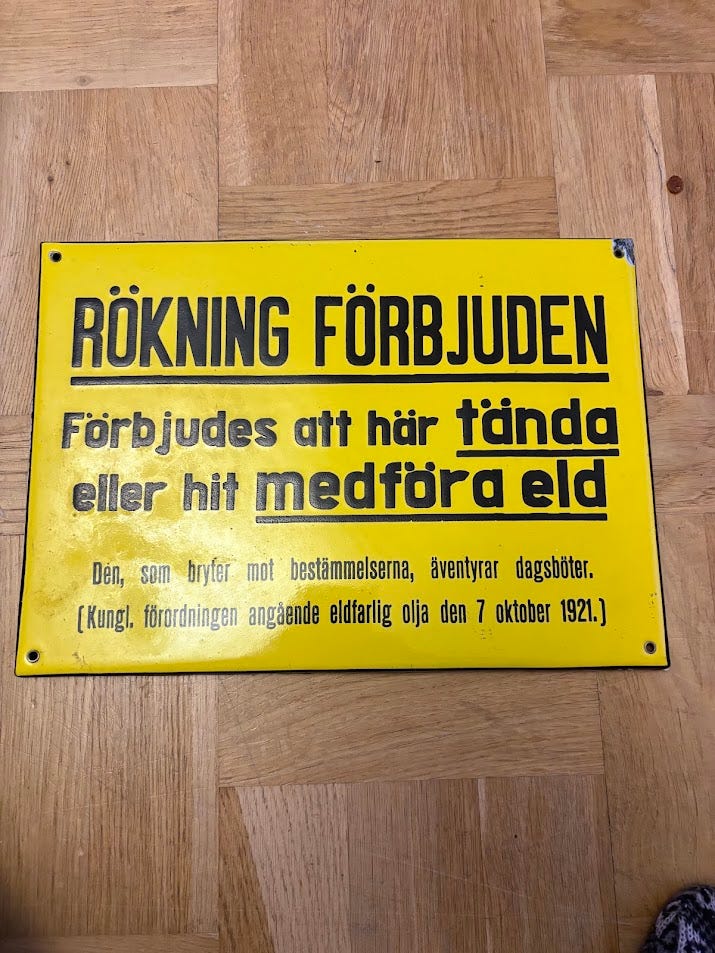 RÖKNING FÖRBJUDEN
Förbjudes att här tända
eller hit medföra eld
Den, som bryter mot bestämmelserna, äventyrar dagsböter.
(Kungl. förordningen angående eldfarlig olja den 7 oktober 1921.)